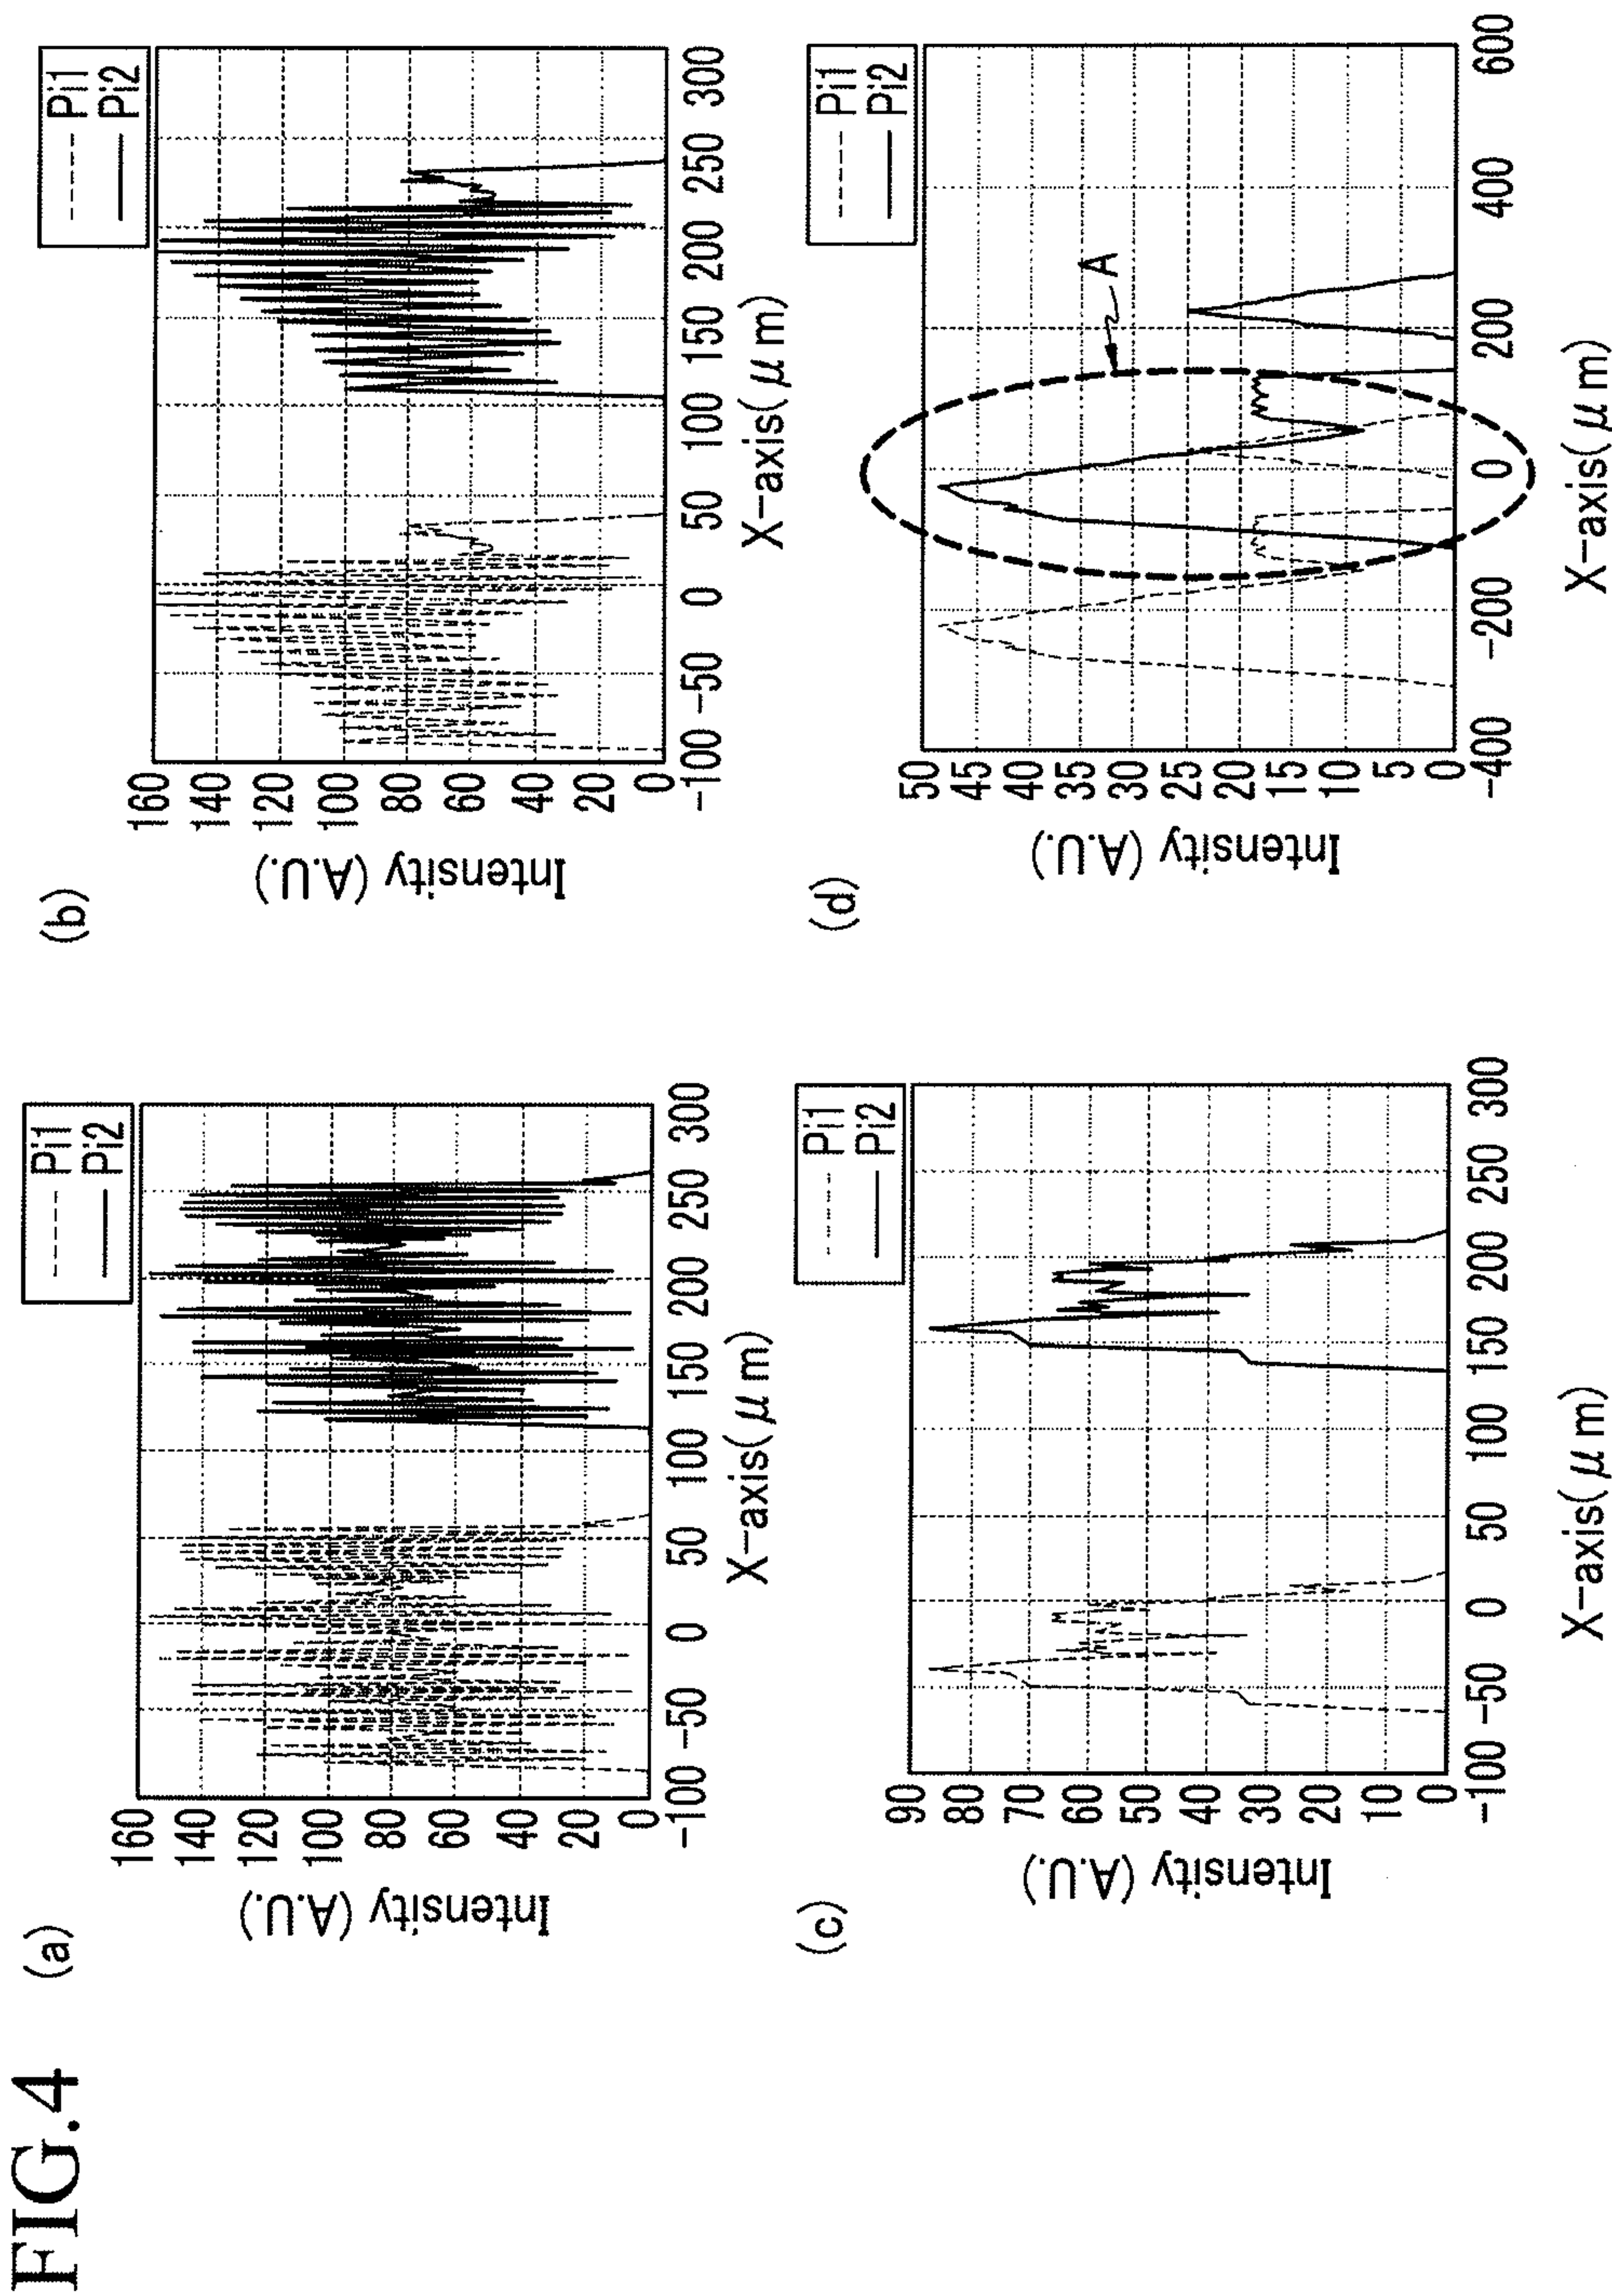 FIG.4
(a)
Pi1
Pi2
160
140
120
100
80
60
40
20
0
Intensity (A.U.)
-100 -50 0 50 100 150 200 250 300
X-axis(μm)
(b)
Pi1
Pi2
160
140
120
100
80
60
40
20
0
Intensity (A.U.)
-100 -50 0 50 100 150 200 250 300
X-axis(μm)
(c)
Pi1
Pi2
90
80
70
60
50
40
30
20
10
0
Intensity (A.U.)
-100 -50 0 50 100 150 200 250 300
X-axis(μm)
(d)
Pi1
Pi2
A
50
45
40
35
30
25
20
15
10
5
0
Intensity (A.U.)
-400 -200 0 200 400 600
X-axis(μm)